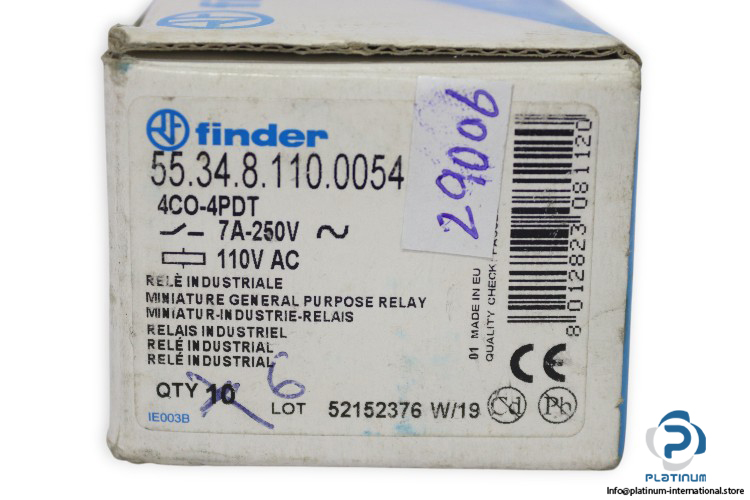 finder
55.34.8.110.0054
4CO-4PDT
7A-250V ~
110V AC
RELÈ INDUSTRIALE
MINIATURE GENERAL PURPOSE RELAY
MINIATUR-INDUSTRIE-RELAIS
RELAIS INDUSTRIEL
RELÉ INDUSTRIAL
RELÉ INDUSTRIAL
QTY 10 6
LOT 52152376 W/19
IE003B
29006
01 MADE IN EU
QUALITY CHECK:
8 012823 081120
CE
Cd
Pb
PLATINUM
Info@platinum-international.store